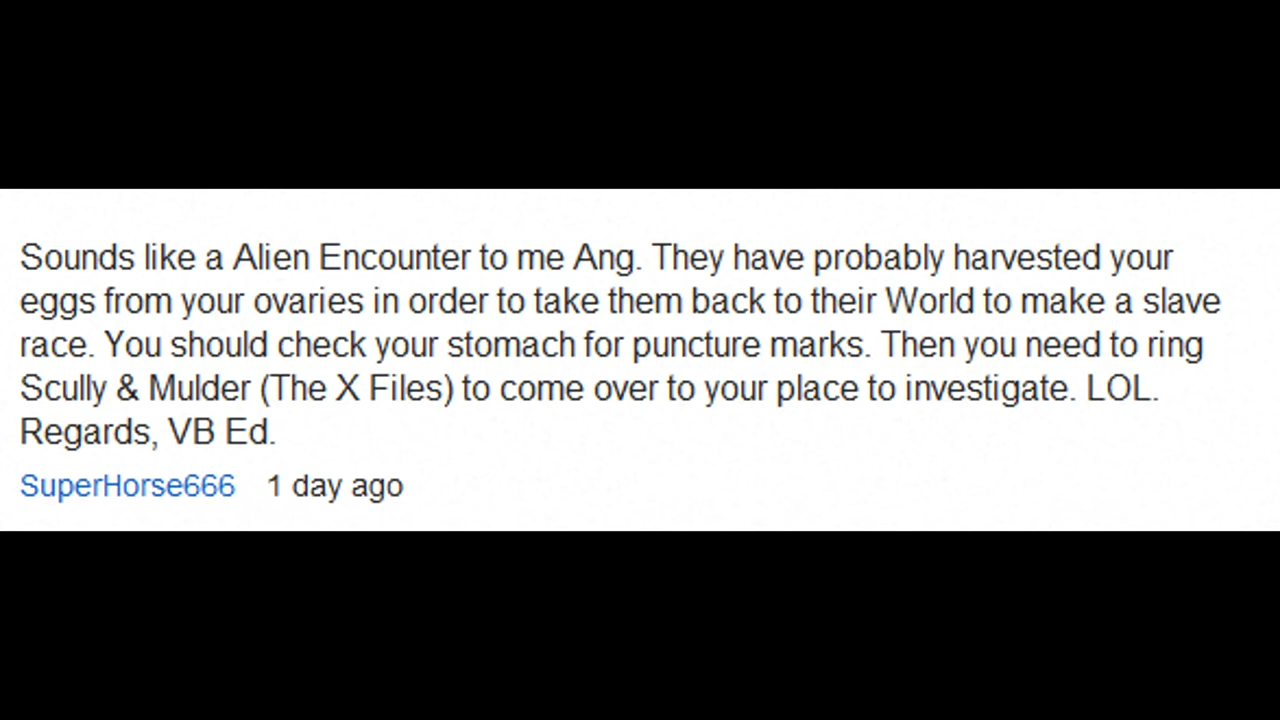 Sounds like a Alien Encounter to me Ang. They have probably harvested your
eggs from your ovaries in order to take them back to their World to make a slave
race. You should check your stomach for puncture marks. Then you need to ring
Scully & Mulder (The X Files) to come over to your place to investigate. LOL.
Regards, VB Ed.
SuperHorse666 1 day ago